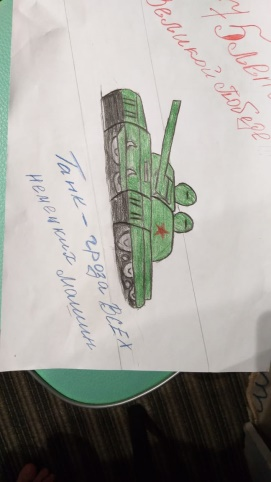 Великой Победе
Танк – гроза ВСЕХ
немецких машин